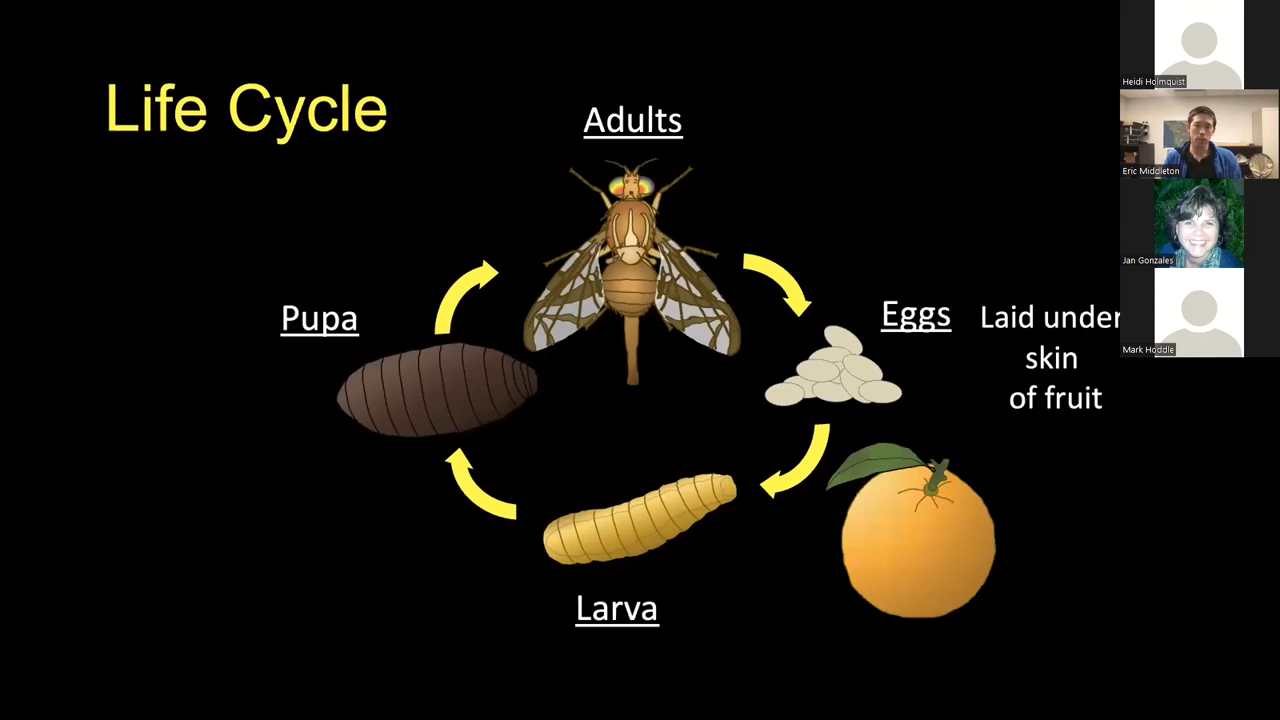 Life Cycle
Adults
Pupa
Eggs
Laid under
skin
of fruit
Larva
Heidi Holmquist
Eric Middleton
Jan Gonzales
Mark Hoddle